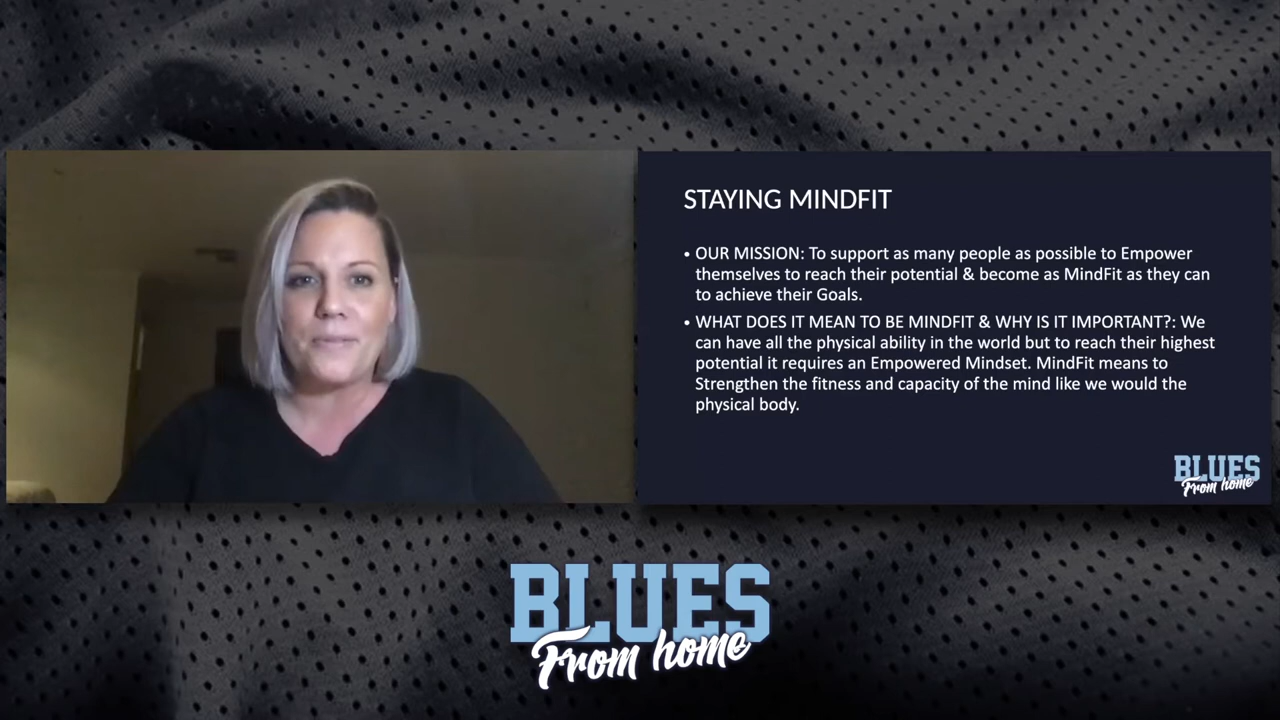 STAYING MINDFIT
• OUR MISSION: To support as many people as possible to Empower
themselves to reach their potential & become as MindFit as they can
to achieve their Goals.
• WHAT DOES IT MEAN TO BE MINDFIT & WHY IS IT IMPORTANT?: We
can have all the physical ability in the world but to reach their highest
potential it requires an Empowered Mindset. MindFit means to
Strengthen the fitness and capacity of the mind like we would the
physical body.
BLUES
From home
BLUES
From home